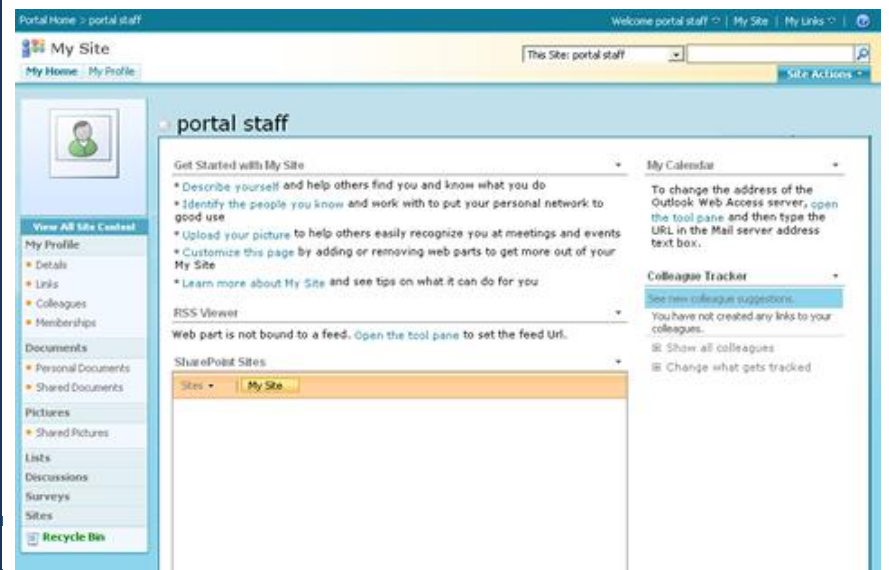 Portal Home > portal staff
Welcome portal staff | My Site | My Links
My Site
This Site: portal staff
My Home My Profile
Site Actions
portal staff
Get Started with My Site
* Describe yourself and help others find you and know what you do
* Identify the people you know and work with to put your personal network to
good use
* Upload your picture to help others easily recognize you at meetings and events
* Customize this page by adding or removing web parts to get more out of your
My Site
* Learn more about My Site and see tips on what it can do for you
RSS Viewer
Web part is not bound to a feed. Open the tool pane to set the feed Url.
SharePoint Sites
Sites
My Site
My Calendar
To change the address of the
Outlook Web Access server, open
the tool pane and then type the
URL in the Mail server address
text box.
Colleague Tracker
See new colleague suggestions.
You have not created any links to your
colleagues.
Show all colleagues
Change what gets tracked
View All Site Content
My Profile
Details
Links
Colleagues
Memberships
Documents
Personal Documents
Shared Documents
Pictures
Shared Pictures
Lists
Discussions
Surveys
Sites
Recycle Bin